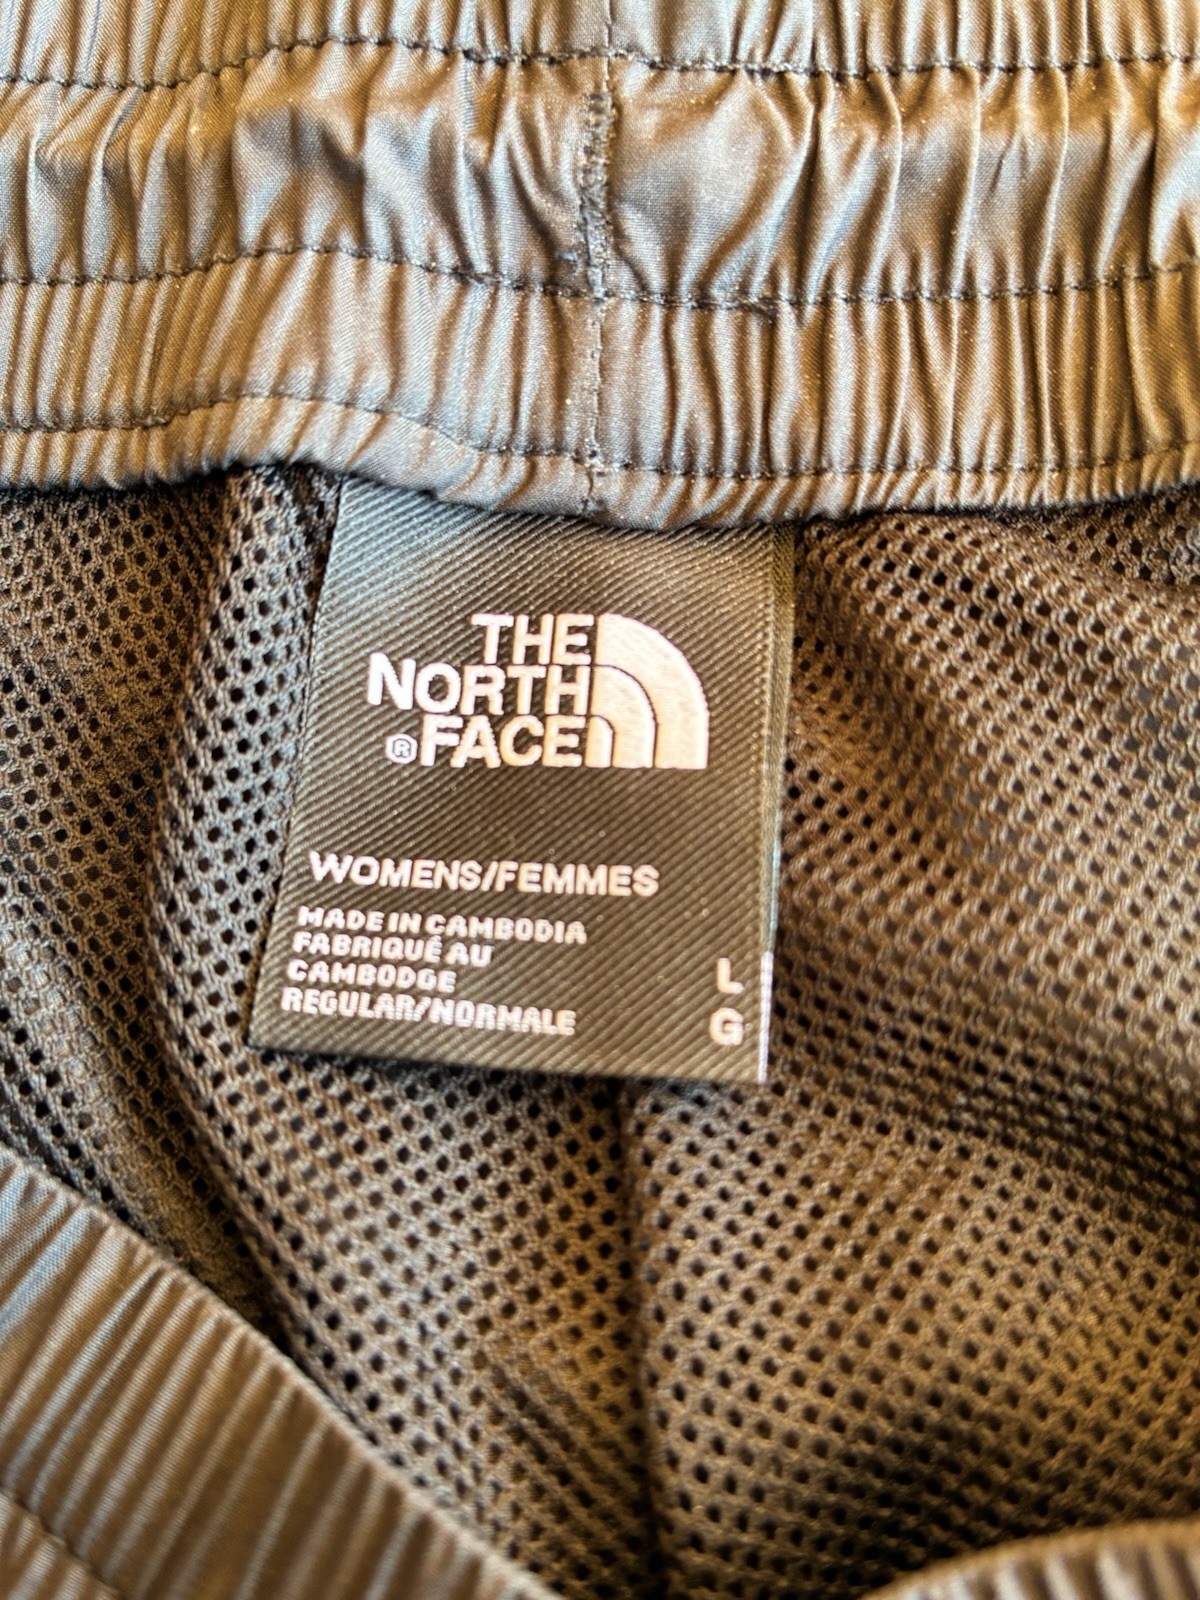 THE
NORTH
®FACE
WOMENS/FEMMES
MADE IN CAMBODIA
FABRIQUÉ AU
CAMBODGE
REGULAR/NORMALE
L
G